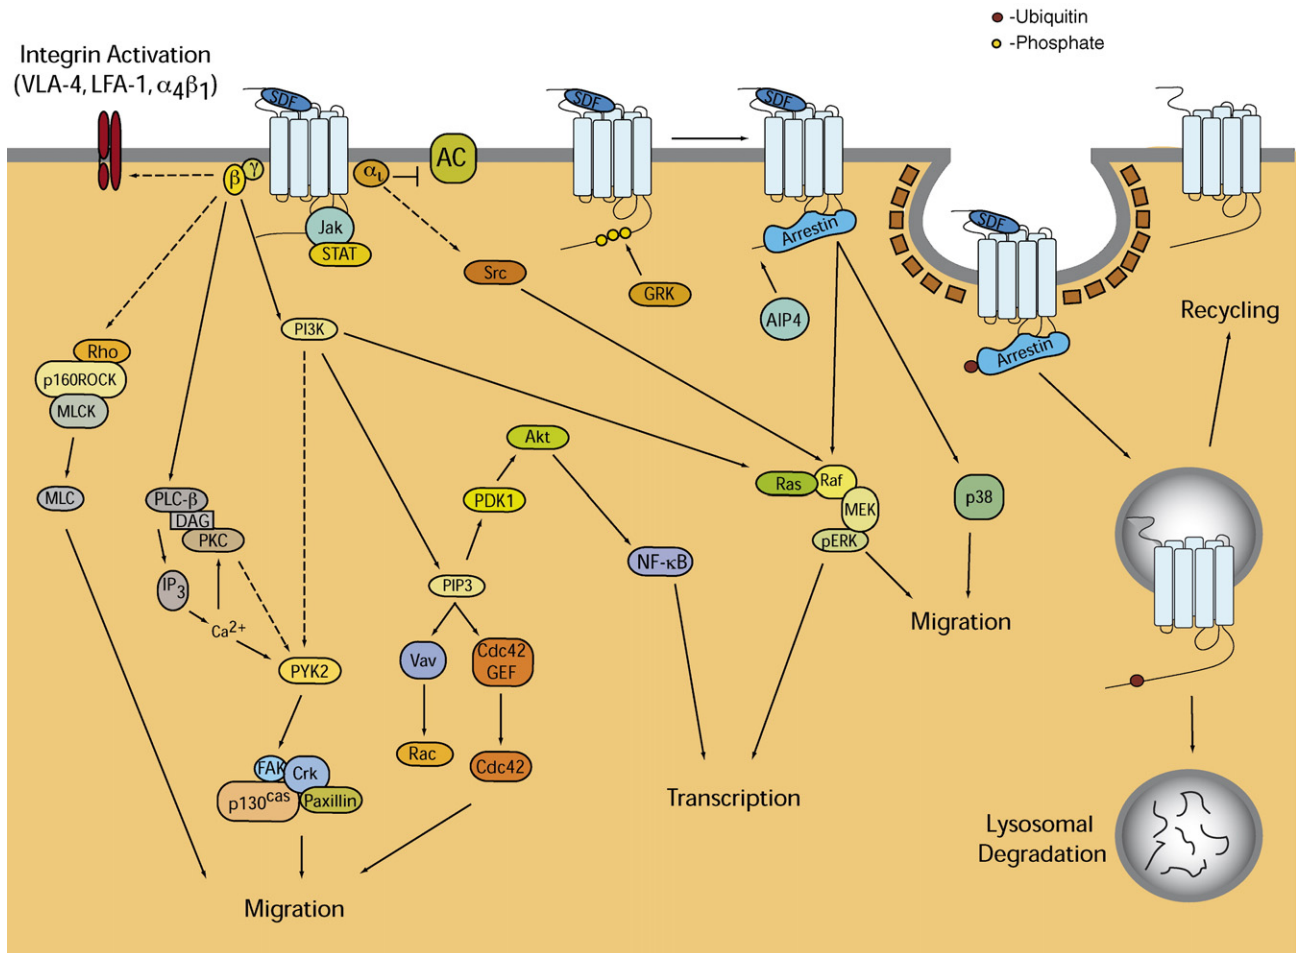 -Ubiquitin
-Phosphate
Integrin Activation
(VLA-4, LFA-1, α4β1)
SDF
β
γ
αι
AC
Jak
STAT
Src
SDF
GRK
SDF
Arrestin
AIP4
SDF
Arrestin
Recycling
PI3K
Rho
p160ROCK
MLCK
MLC
PLC-β
DAG
PKC
IP3
Ca2+
PYK2
FAK
Crk
p130cas
Paxillin
Migration
Akt
PDK1
PIP3
Vav
Rac
Cdc42
GEF
Cdc42
NF-κB
Ras
Raf
MEK
pERK
p38
Migration
Transcription
Lysosomal
Degradation